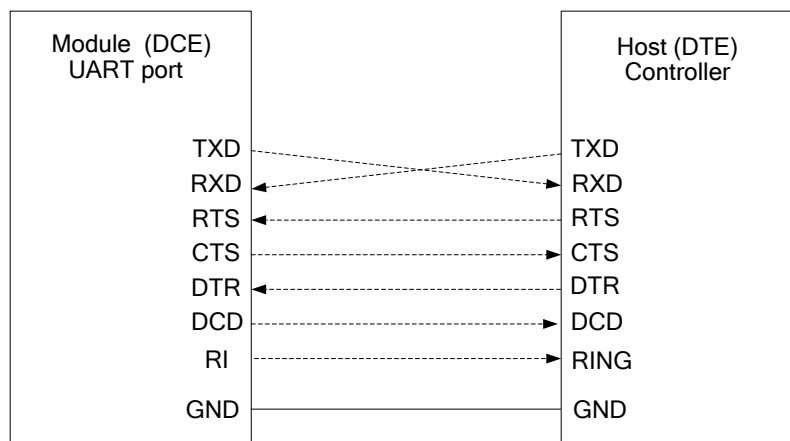 Module (DCE)
UART port
Host (DTE)
Controller
TXD
TXD
RXD
RXD
RTS
RTS
CTS
CTS
DTR
DTR
DCD
DCD
RI
RING
GND
GND